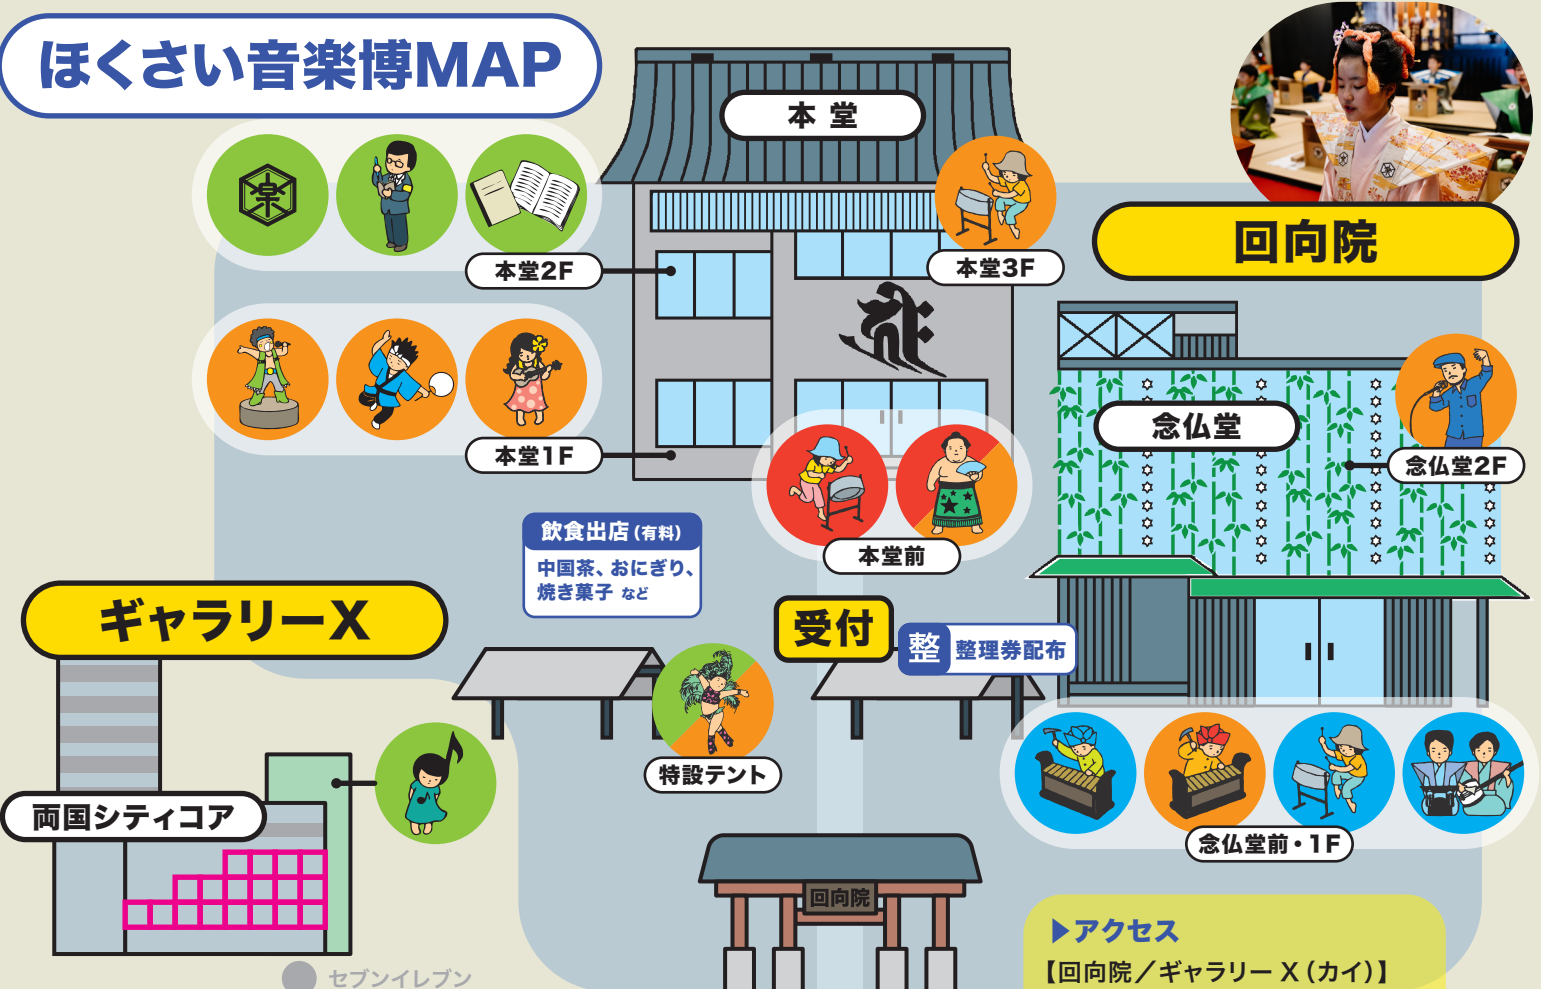 ほくさい音楽博MAP
本 堂
楽
本堂2F
本堂3F
回向院
本堂1F
念仏堂
念仏堂2F
飲食出店(有料)
中国茶、おにぎり、
焼き菓子 など
本堂前
ギャラリーX
受付
整 整理券配布
特設テント
両国シティコア
念仏堂前・1F
回向院
▶アクセス
【回向院／ギャラリー X(カイ)】
セブンイレブン